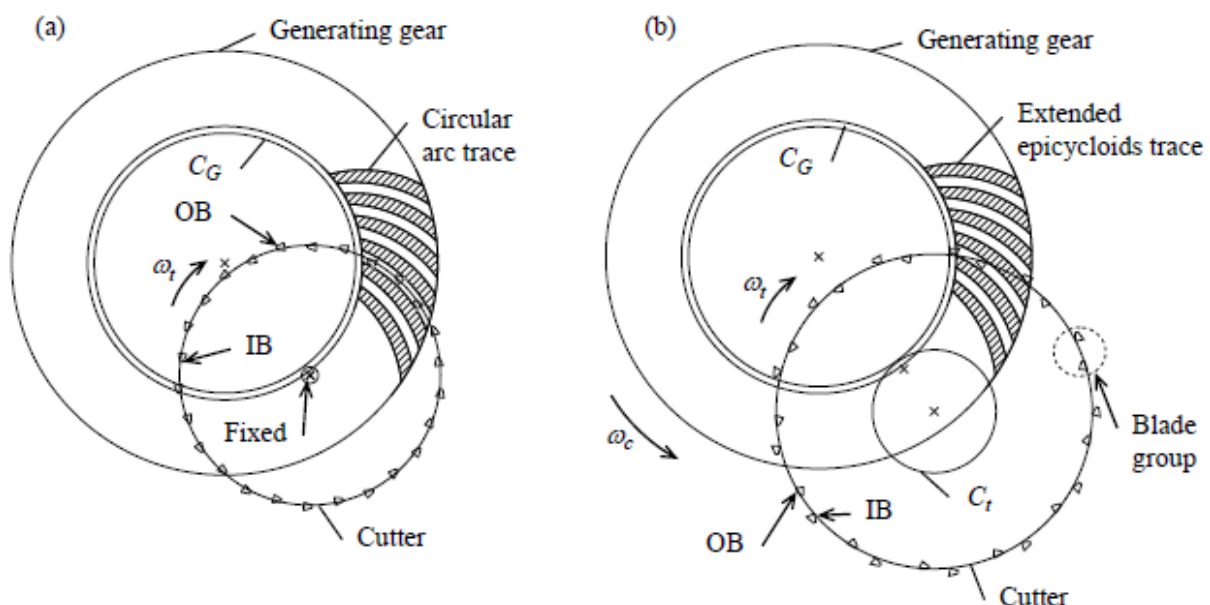 (a)
Generating gear
Circular
arc trace
C_G
OB
ω_t
IB
Fixed
Cutter
(b)
Generating gear
Extended
epicycloids trace
C_G
ω_t
ω_c
Blade
group
C_t
IB
OB
Cutter